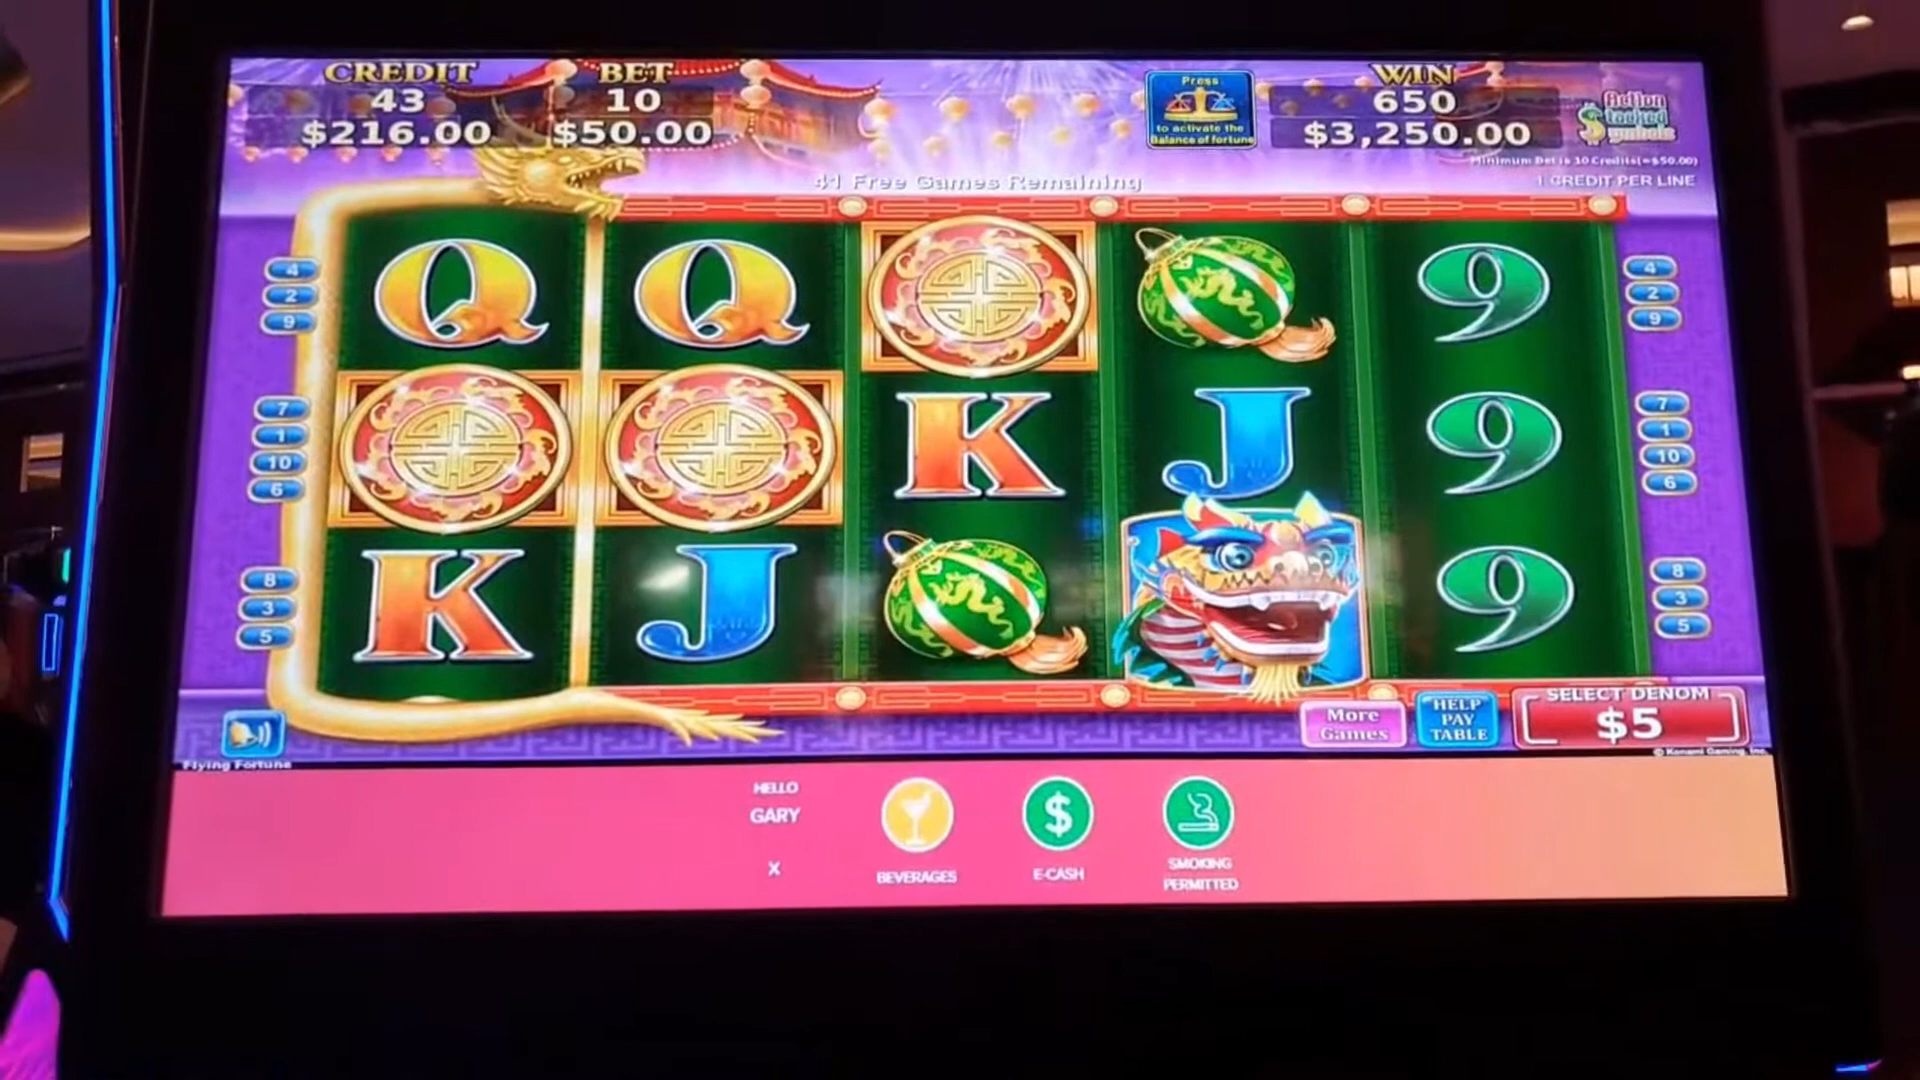 CREDIT
43
$216.00
BET
10
$50.00
Press
to activate the
Balance of fortune
WIN
650
$3,250.00
Action
$tacked
$ymbols
Minimum Bet is 10 Credits(=$50.00)
1 CREDIT PER LINE
41 Free Games Remaining
Q Q 9
K J 9
K J 9
4
2
9
7
1
10
6
8
3
5
4
2
9
7
1
10
6
8
3
5
More
Games
HELP
PAY
TABLE
SELECT DENOM
$5
Flying Fortune
© Konami Gaming, Inc.
HELLO
GARY
X
BEVERAGES
$
E-CASH
SMOKING
PERMITTED